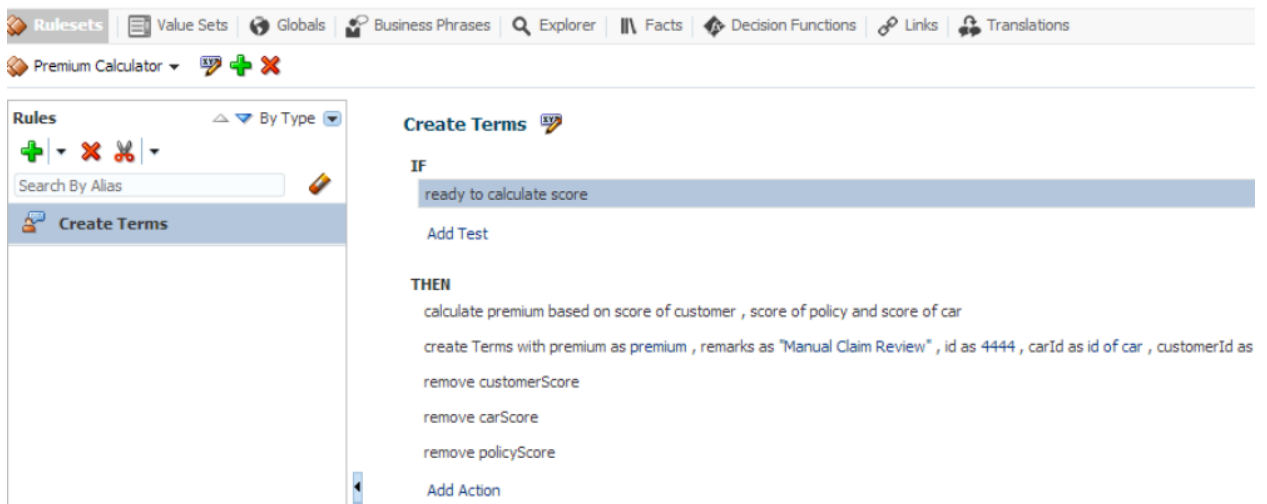 Rulesets Value Sets Globals Business Phrases Explorer Facts Decision Functions Links Translations
Premium Calculator
Rules By Type
Search By Alias
Create Terms
Create Terms
IF
ready to calculate score
Add Test
THEN
calculate premium based on score of customer , score of policy and score of car
create Terms with premium as premium , remarks as "Manual Claim Review" , id as 4444 , carId as id of car , customerId as
remove customerScore
remove carScore
remove policyScore
Add Action